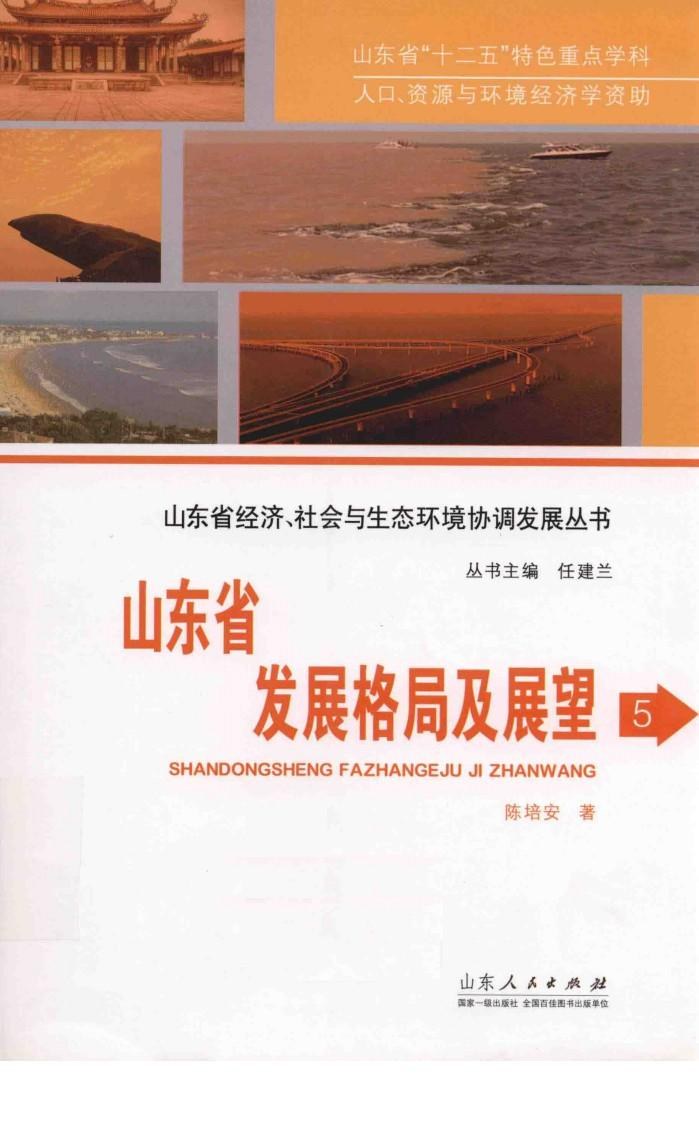 山东省“十二五”特色重点学科
人口、资源与环境经济学资助
山东省经济、社会与生态环境协调发展丛书
丛书主编 任建兰
山东省
发展格局及展望
5
SHANDONGSHENG FAZHANGEJU JI ZHANWANG
陈培安 著
山东人民出版社
国家一级出版社 全国百佳图书出版单位